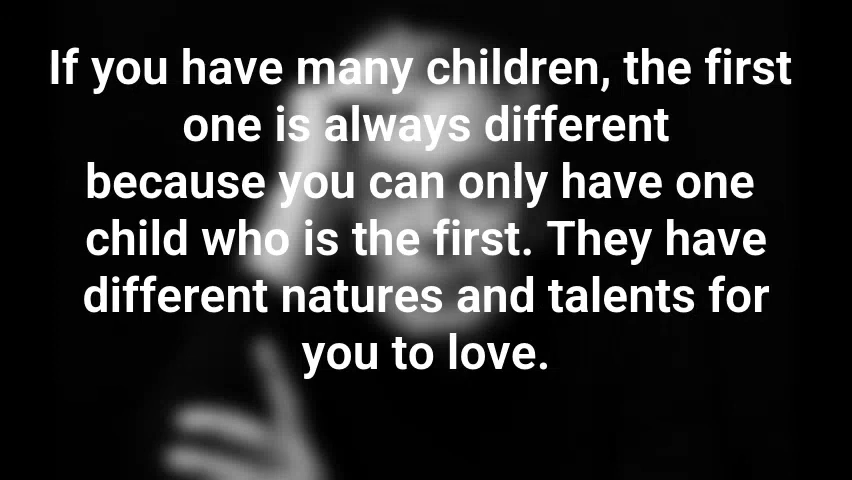 If you have many children, the first
one is always different
because you can only have one
child who is the first. They have
different natures and talents for
you to love.